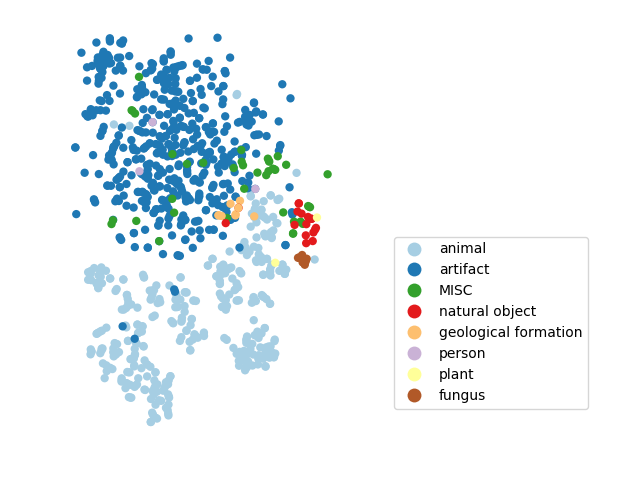 animal
artifact
MISC
natural object
geological formation
person
plant
fungus